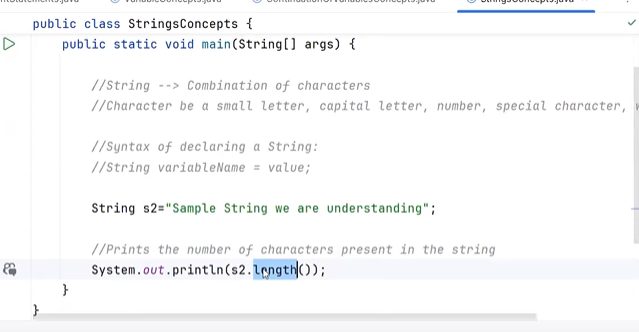 StringsConcepts.java
public class StringsConcepts {
public static void main(String[] args) {
//String --> Combination of characters
//Character be a small letter, capital letter, number, special character,
//Syntax of declaring a String:
//String variableName = value;
String s2="Sample String we are understanding";
//Prints the number of characters present in the string
System.out.println(s2.length());
}
}